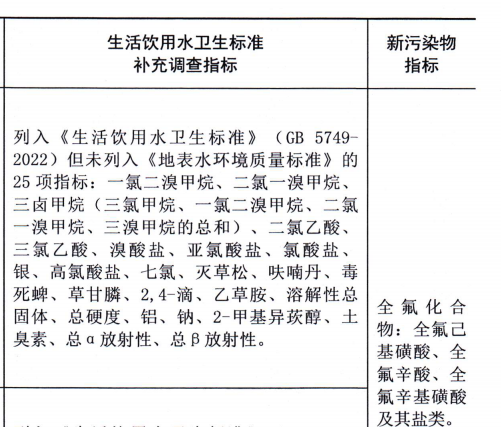 生活饮用水卫生标准
补充调查指标
新污染物
指标
列入《生活饮用水卫生标准》（GB 5749-
2022）但未列入《地表水环境质量标准》的
25 项指标：一氯二溴甲烷、二氯一溴甲烷、
三卤甲烷（三氯甲烷、一氯二溴甲烷、二氯
一溴甲烷、三溴甲烷的总和）、二氯乙酸、
三氯乙酸、溴酸盐、亚氯酸盐、氯酸盐、
银、高氯酸盐、七氯、灭草松、呋喃丹、毒
死蜱、草甘膦、2,4-滴、乙草胺、溶解性总
固体、总硬度、铝、钠、2-甲基异莰醇、土
臭素、总α放射性、总β放射性。
全氟化合
物：全氟己
基磺酸、全
氟辛酸、全
氟辛基磺酸
及其盐类。